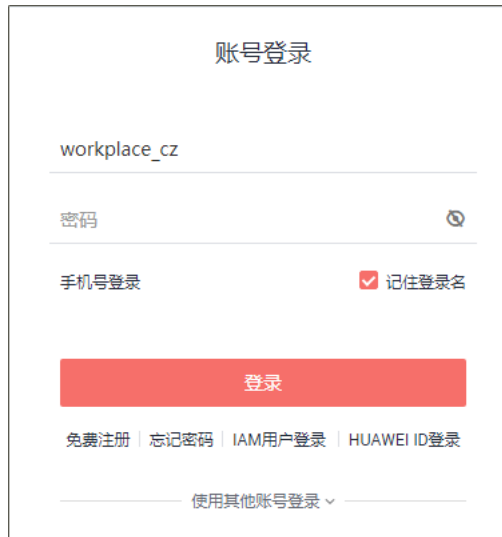 账号登录
workplace_cz
密码
手机号登录 记住登录名
登录
免费注册 忘记密码 IAM用户登录 HUAWEI ID登录
使用其他账号登录